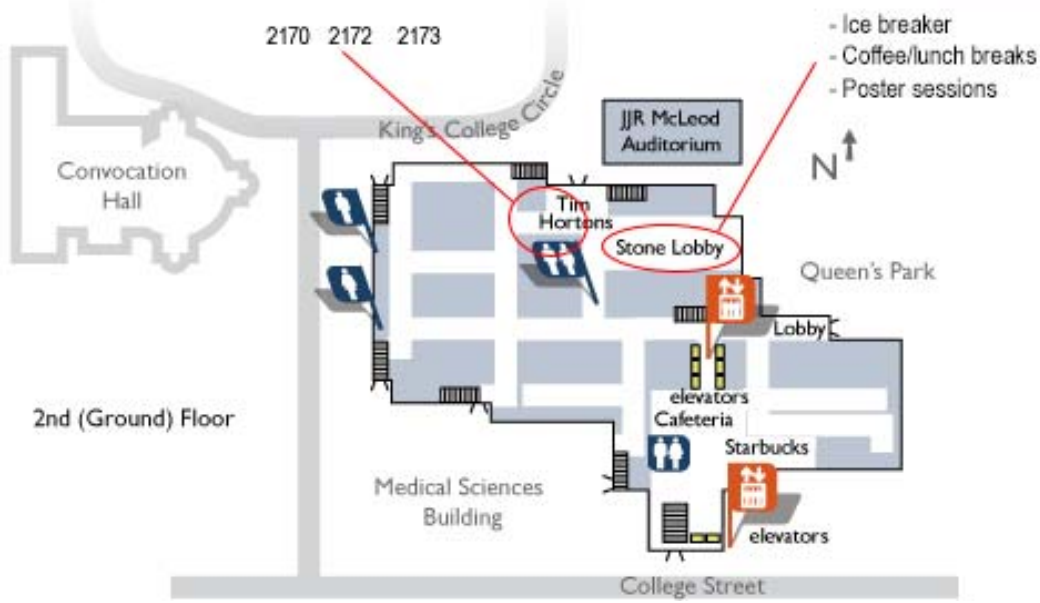 2170 2172 2173
- Ice breaker
- Coffee/lunch breaks
- Poster sessions
King's College Circle
JJR McLeod
Auditorium
N
Convocation
Hall
Tim
Hortons
Stone Lobby
Queen's Park
Lobby
elevators
Cafeteria
Starbucks
2nd (Ground) Floor
Medical Sciences
Building
elevators
College Street